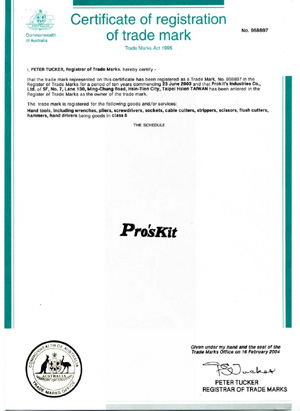 Commonwealth
of Australia
Certificate of registration
of trade mark
Trade Marks Act 1995
No. 958897
I, PETER TUCKER, Registrar of Trade Marks, hereby certify -
that the trade mark represented on this certificate has been registered as a Trade Mark, No. 958897 in the
Register of Trade Marks for a period of ten years commencing 23 June 2003 and that Prokit's Industries Co.,
Ltd. of 5F, No. 7, Lane 130, Ming-Chung Road, Hsin-Tien City, Taipei Hsien TAIWAN has been entered in the
Register of Trade Marks as the owner of the trade mark.
The trade mark is registered for the following goods and/or services:
Hand tools, including wrenches, pliers, screwdrivers, sockets, cable cutters, strippers, scissors, flush cutters,
hammers, hand drivers being goods in class 8
THE SCHEDULE
Pro'sKit
COMMONWEALTH OF AUSTRALIA
AUSTRALIA
TRADE MARKS OFFICE
Given under my hand and the seal of the
Trade Marks Office on 16 February 2004
PETER TUCKER
REGISTRAR OF TRADE MARKS